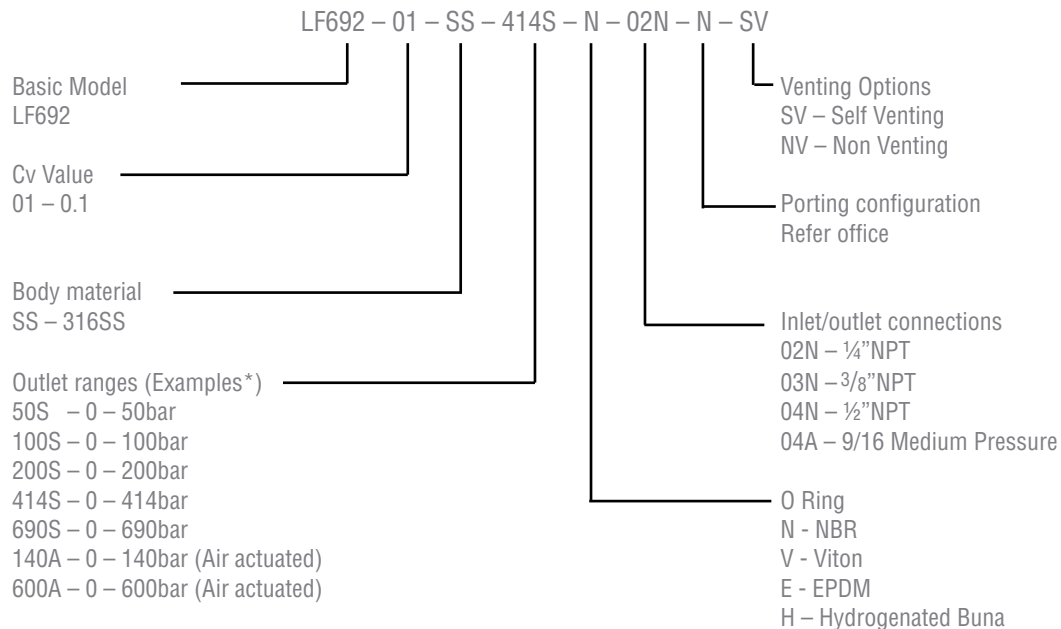 LF692 – 01 – SS – 414S – N – 02N – N – SV
Basic Model
LF692
Cv Value
01 – 0.1
Body material
SS – 316SS
Outlet ranges (Examples*)
50S – 0 – 50bar
100S – 0 – 100bar
200S – 0 – 200bar
414S – 0 – 414bar
690S – 0 – 690bar
140A – 0 – 140bar (Air actuated)
600A – 0 – 600bar (Air actuated)
Venting Options
SV – Self Venting
NV – Non Venting
Porting configuration
Refer office
Inlet/outlet connections
02N – ¼”NPT
03N – 3/8”NPT
04N – ½”NPT
04A – 9/16 Medium Pressure
O Ring
N - NBR
V - Viton
E - EPDM
H – Hydrogenated Buna